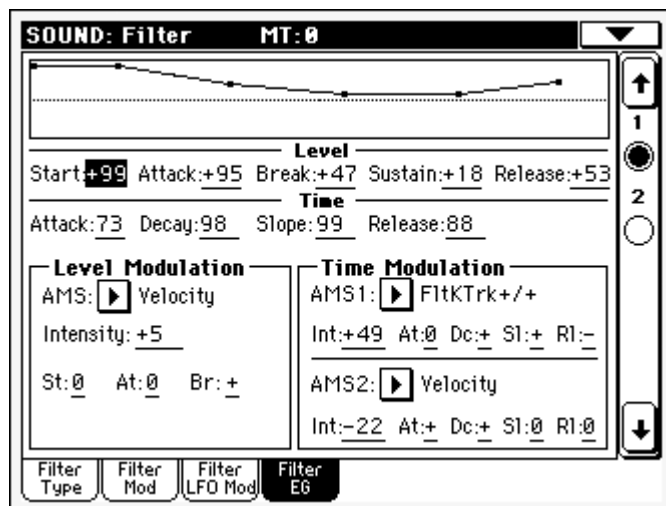 SOUND: Filter MT:0
1
2
Level
Start:+99 Attack:+95 Break:+47 Sustain:+18 Release:+53
Time
Attack:73 Decay:98 Slope:99 Release:88
Level Modulation
AMS: Velocity
Intensity:+5
St:0 At:0 Br:+
Time Modulation
AMS1: FltKTrk+/+
Int:+49 At:0 Dc:+ Sl:+ Rl:-
AMS2: Velocity
Int:-22 At:+ Dc:+ Sl:0 Rl:0
Filter Type
Filter Mod
Filter LFO Mod
Filter EG